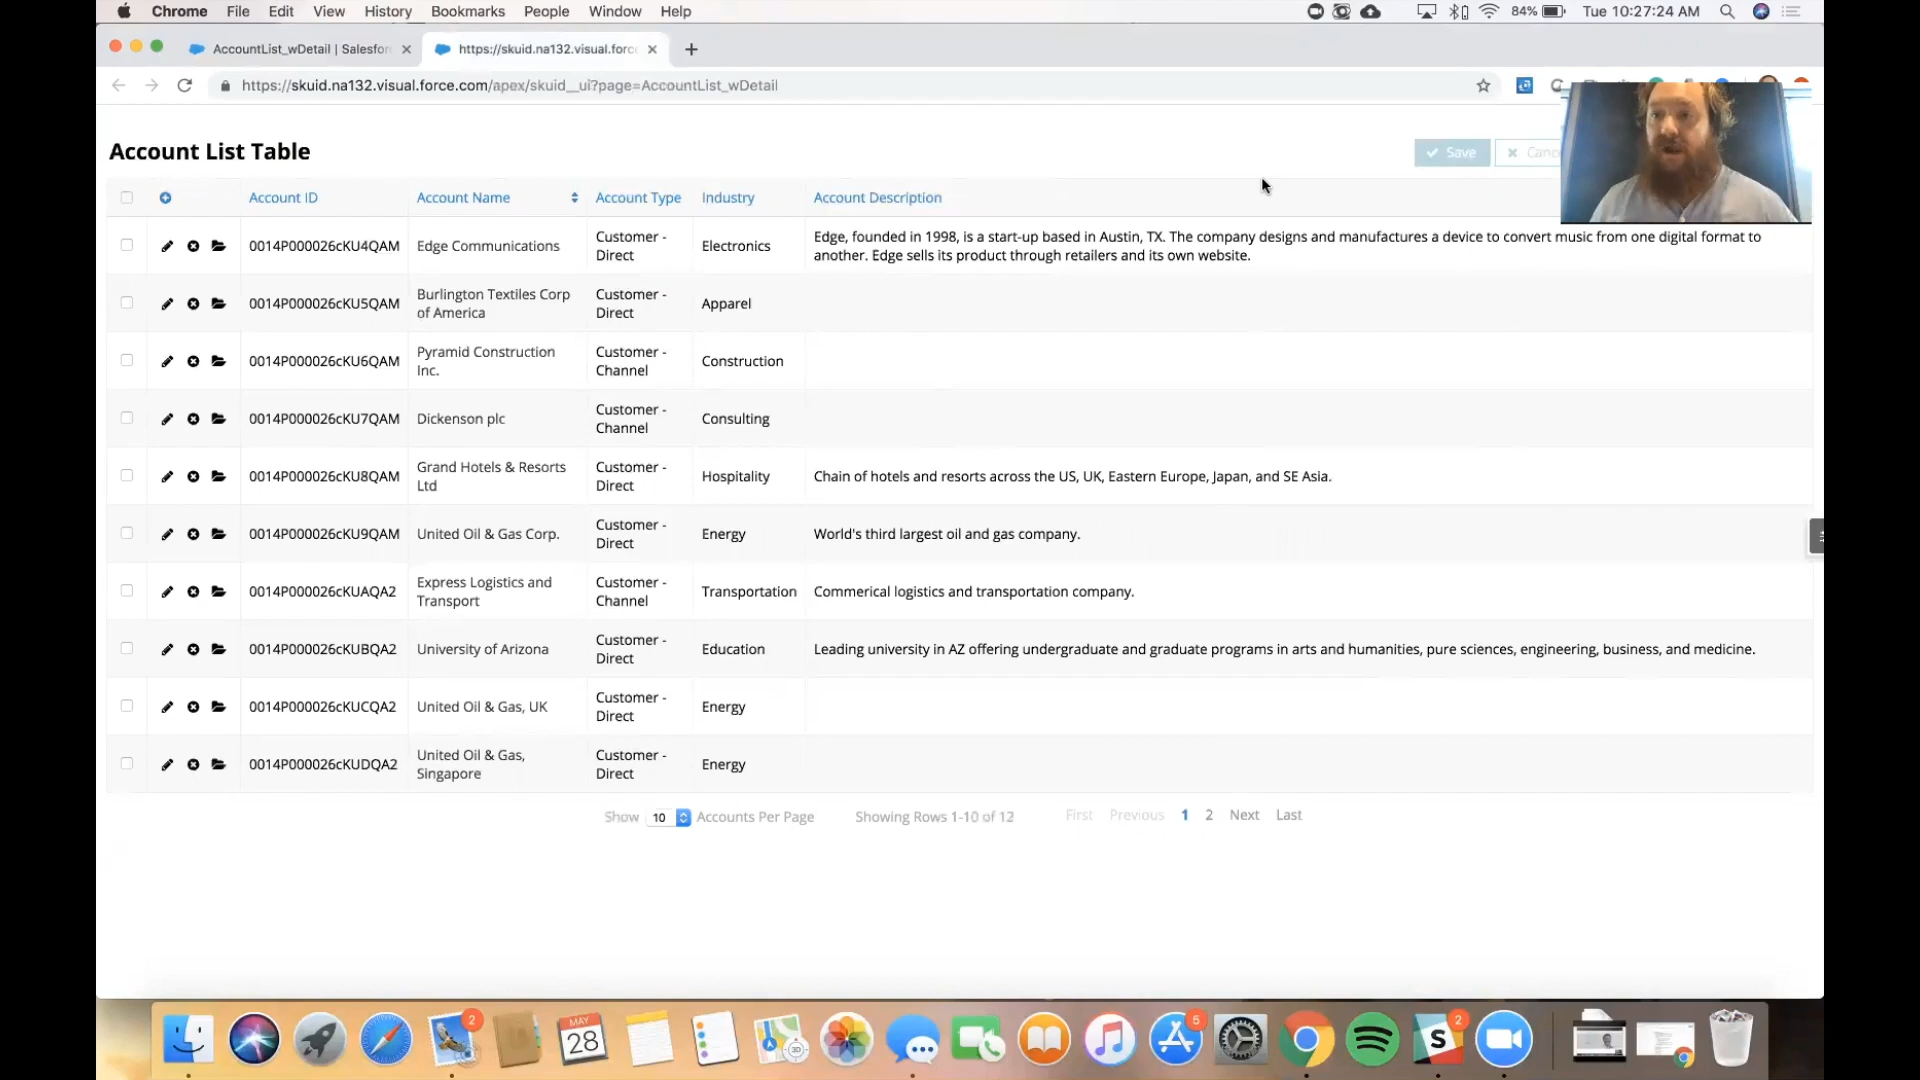 Chrome File Edit View History Bookmarks People Window Help 84% Tue 10:27:24 AM
AccountList_wDetail | Salesfor https://skuid.na132.visual.forc
https://skuid.na132.visual.force.com/apex/skuid__ui?page=AccountList_wDetail
Account List Table
Save
Account ID Account Name Account Type Industry Account Description
0014P000026cKU4QAM Edge Communications Customer - Direct Electronics Edge, founded in 1998, is a start-up based in Austin, TX. The company designs and manufactures a device to convert music from one digital format to
another. Edge sells its product through retailers and its own website.
0014P000026cKU5QAM Burlington Textiles Corp of America Customer - Direct Apparel
0014P000026cKU6QAM Pyramid Construction Inc. Customer - Channel Construction
0014P000026cKU7QAM Dickenson plc Customer - Channel Consulting
0014P000026cKU8QAM Grand Hotels & Resorts Ltd Customer - Direct Hospitality Chain of hotels and resorts across the US, UK, Eastern Europe, Japan, and SE Asia.
0014P000026cKU9QAM United Oil & Gas Corp. Customer - Direct Energy World's third largest oil and gas company.
0014P000026cKUAQA2 Express Logistics and Transport Customer - Channel Transportation Commerical logistics and transportation company.
0014P000026cKUBQA2 University of Arizona Customer - Direct Education Leading university in AZ offering undergraduate and graduate programs in arts and humanities, pure sciences, engineering, business, and medicine.
0014P000026cKUCQA2 United Oil & Gas, UK Customer - Direct Energy
0014P000026cKUDQA2 United Oil & Gas, Singapore Customer - Direct Energy
Show 10 Accounts Per Page Showing Rows 1-10 of 12 First Previous 1 2 Next Last
2
MAY
28
3D
5
S
2